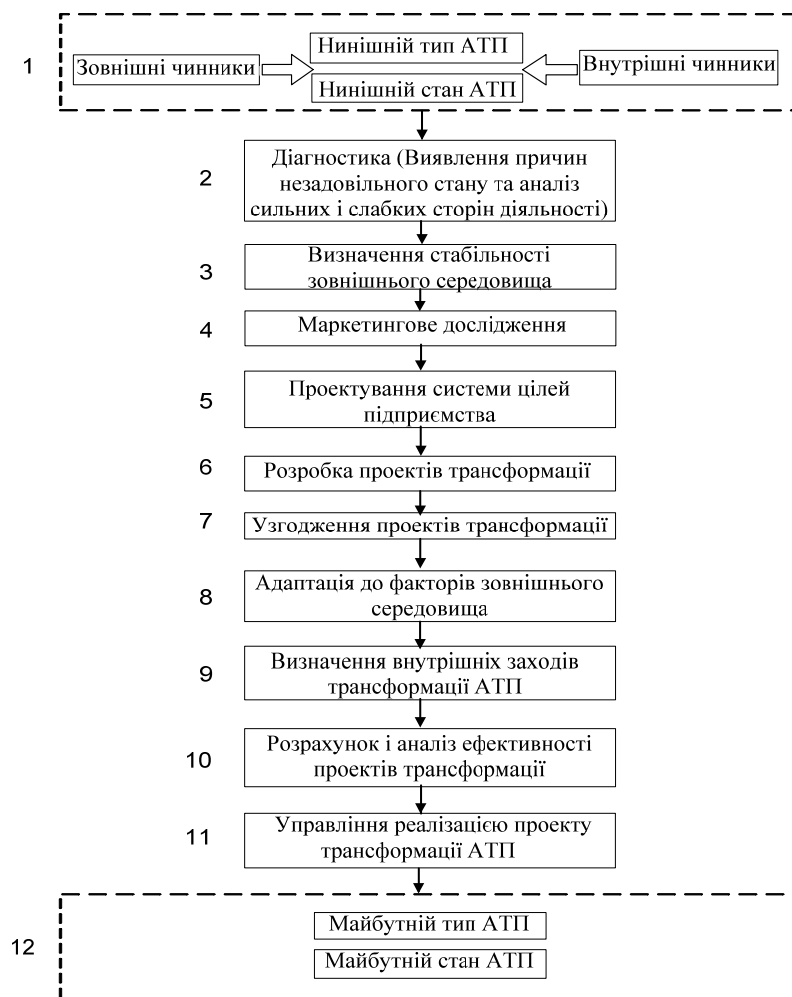 1
Зовнішні чинники
Нинішній тип АТП
Нинішній стан АТП
Внутрішні чинники
2
Діагностика (Виявлення причин
незадовільного стану та аналіз
сильних і слабких сторін діяльності)
3
Визначення стабільності
зовнішнього середовища
4
Маркетингове дослідження
5
Проектування системи цілей
підприємства
6
Розробка проектів трансформації
7
Узгодження проектів трансформації
8
Адаптація до факторів зовнішнього
середовища
9
Визначення внутрішніх заходів
трансформації АТП
10
Розрахунок і аналіз ефективності
проектів трансформації
11
Управління реалізацією проекту
трансформації АТП
12
Майбутній тип АТП
Майбутній стан АТП